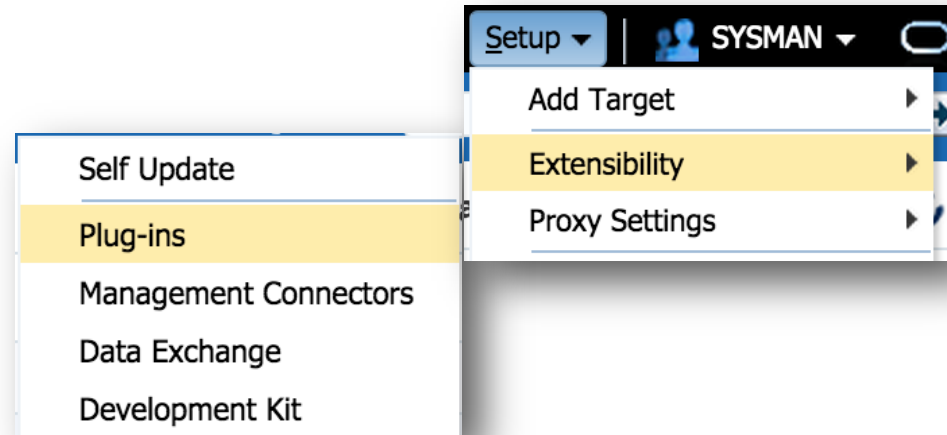 Setup SYSMAN
Add Target
Extensibility
Proxy Settings
Self Update
Plug-ins
Management Connectors
Data Exchange
Development Kit